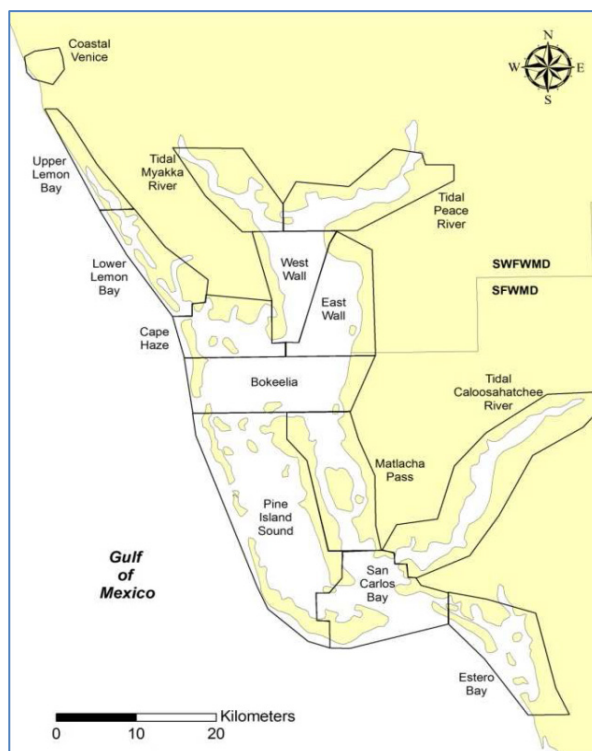 Coastal
Venice
N
W
E
S
Upper
Lemon
Bay
Tidal
Myakka
River
Tidal
Peace
River
Lower
Lemon
Bay
West
Wall
East
Wall
SWFWMD
SFWMD
Cape
Haze
Bokeelia
Tidal
Caloosahatchee
River
Matlacha
Pass
Pine
Island
Sound
Gulf
of
Mexico
San
Carlos
Bay
Estero
Bay
Kilometers
0 10 20